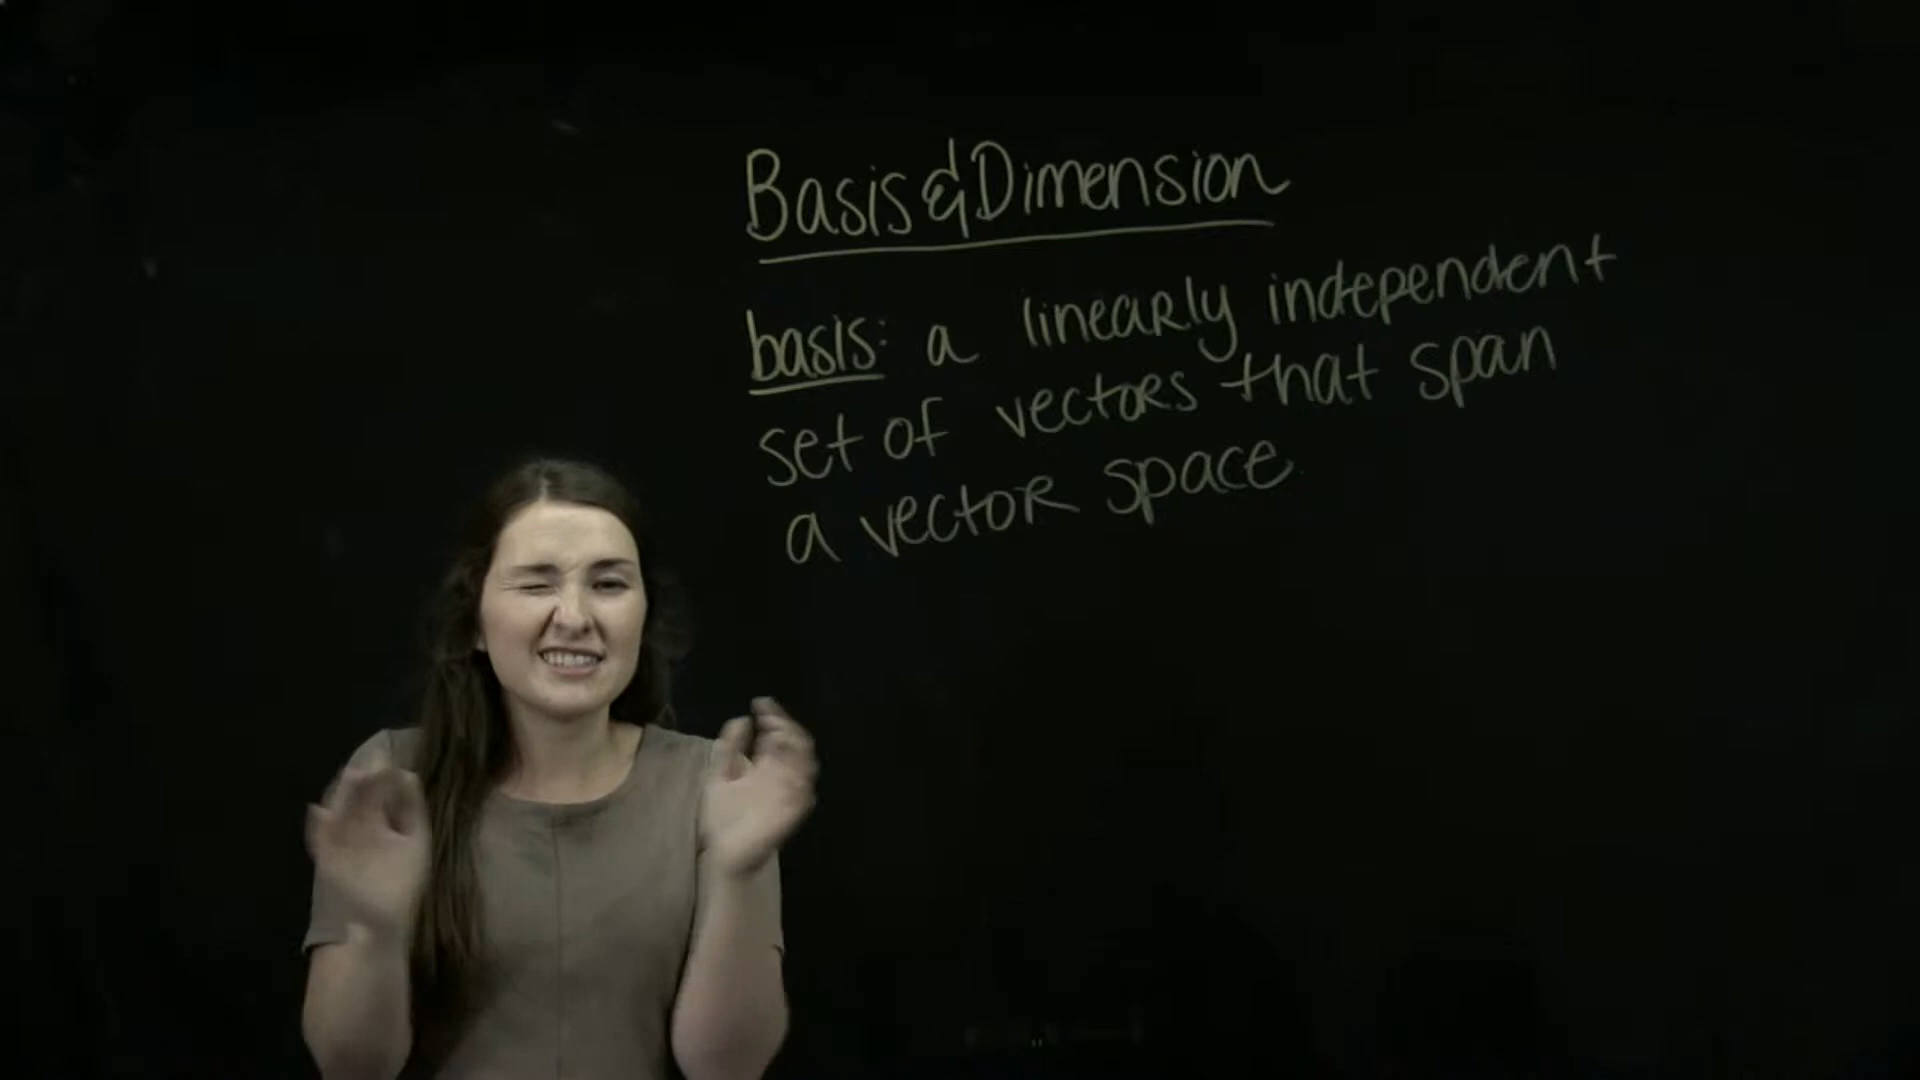 Basis & Dimension
basis: a linearly independent
set of vectors that span
a vector space.